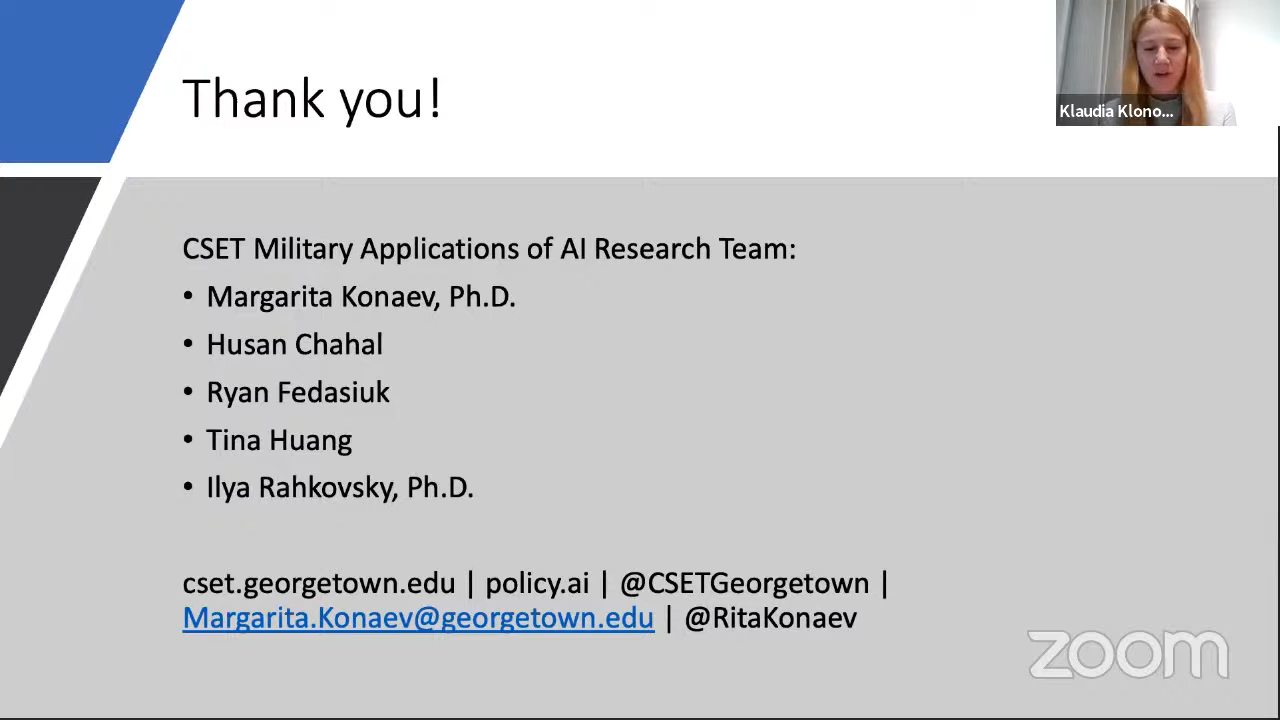 Thank you!
Klaudia Klono...
CSET Military Applications of AI Research Team:
• Margarita Konaev, Ph.D.
• Husan Chahal
• Ryan Fedasiuk
• Tina Huang
• Ilya Rahkovsky, Ph.D.
cset.georgetown.edu | policy.ai | @CSETGeorgetown |
Margarita.Konaev@georgetown.edu | @RitaKonaev
zoom